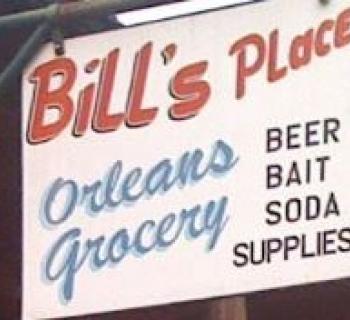 Bill's Place
Orleans
Grocery
BEER
BAIT
SODA
SUPPLIES